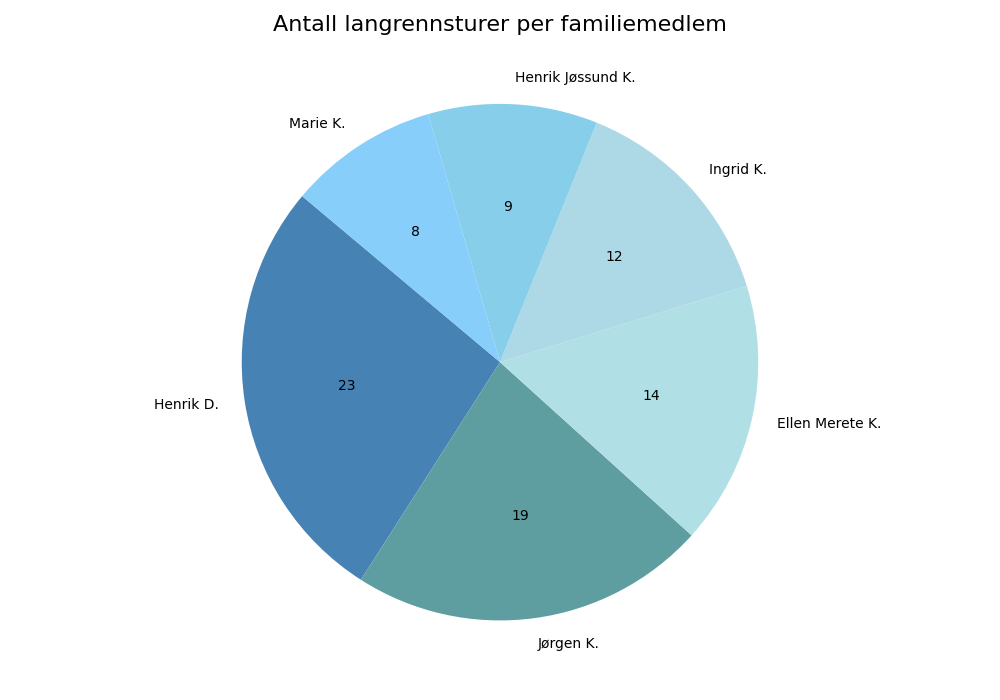 Antall langrennsturer per familiemedlem
Henrik Jøssund K.
Marie K.
Ingrid K.
9
8
12
23
14
Henrik D.
Ellen Merete K.
19
Jørgen K.